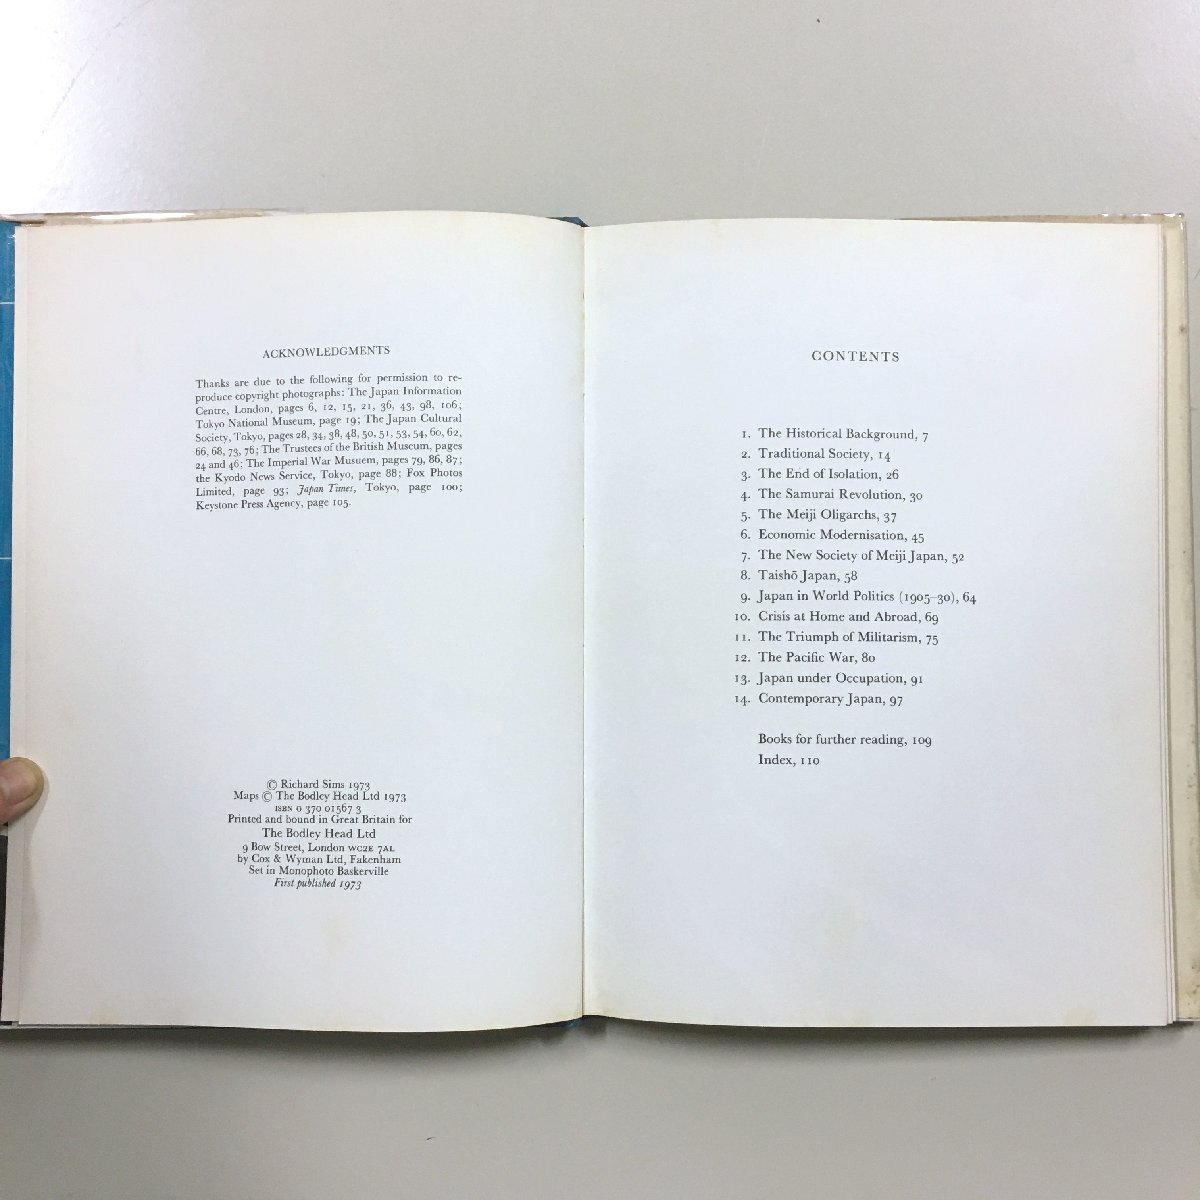 ACKNOWLEDGMENTS
Thanks are due to the following for permission to re-
produce copyright photographs: The Japan Information
Centre, London, pages 6, 12, 15, 21, 36, 43, 98, 106;
Tokyo National Museum, page 19; The Japan Cultural
Society, Tokyo, pages 28, 34, 38, 48, 50, 51, 53, 54, 60, 62,
66, 68, 73, 76; The Trustees of the British Museum, pages
24 and 46; The Imperial War Musuem, pages 79, 86, 87;
the Kyodo News Service, Tokyo, page 88; Fox Photos
Limited, page 93; Japan Times, Tokyo, page 100;
Keystone Press Agency, page 105.
© Richard Sims 1973
Maps © The Bodley Head Ltd 1973
ISBN 0 370 01567 3
Printed and bound in Great Britain for
The Bodley Head Ltd
9 Bow Street, London WC2E 7AL
by Cox & Wyman Ltd, Fakenham
Set in Monophoto Baskerville
First published 1973
CONTENTS
1. The Historical Background, 7
2. Traditional Society, 14
3. The End of Isolation, 26
4. The Samurai Revolution, 30
5. The Meiji Oligarchs, 37
6. Economic Modernisation, 45
7. The New Society of Meiji Japan, 52
8. Taishō Japan, 58
9. Japan in World Politics (1905–30), 64
10. Crisis at Home and Abroad, 69
11. The Triumph of Militarism, 75
12. The Pacific War, 80
13. Japan under Occupation, 91
14. Contemporary Japan, 97
Books for further reading, 109
Index, 110